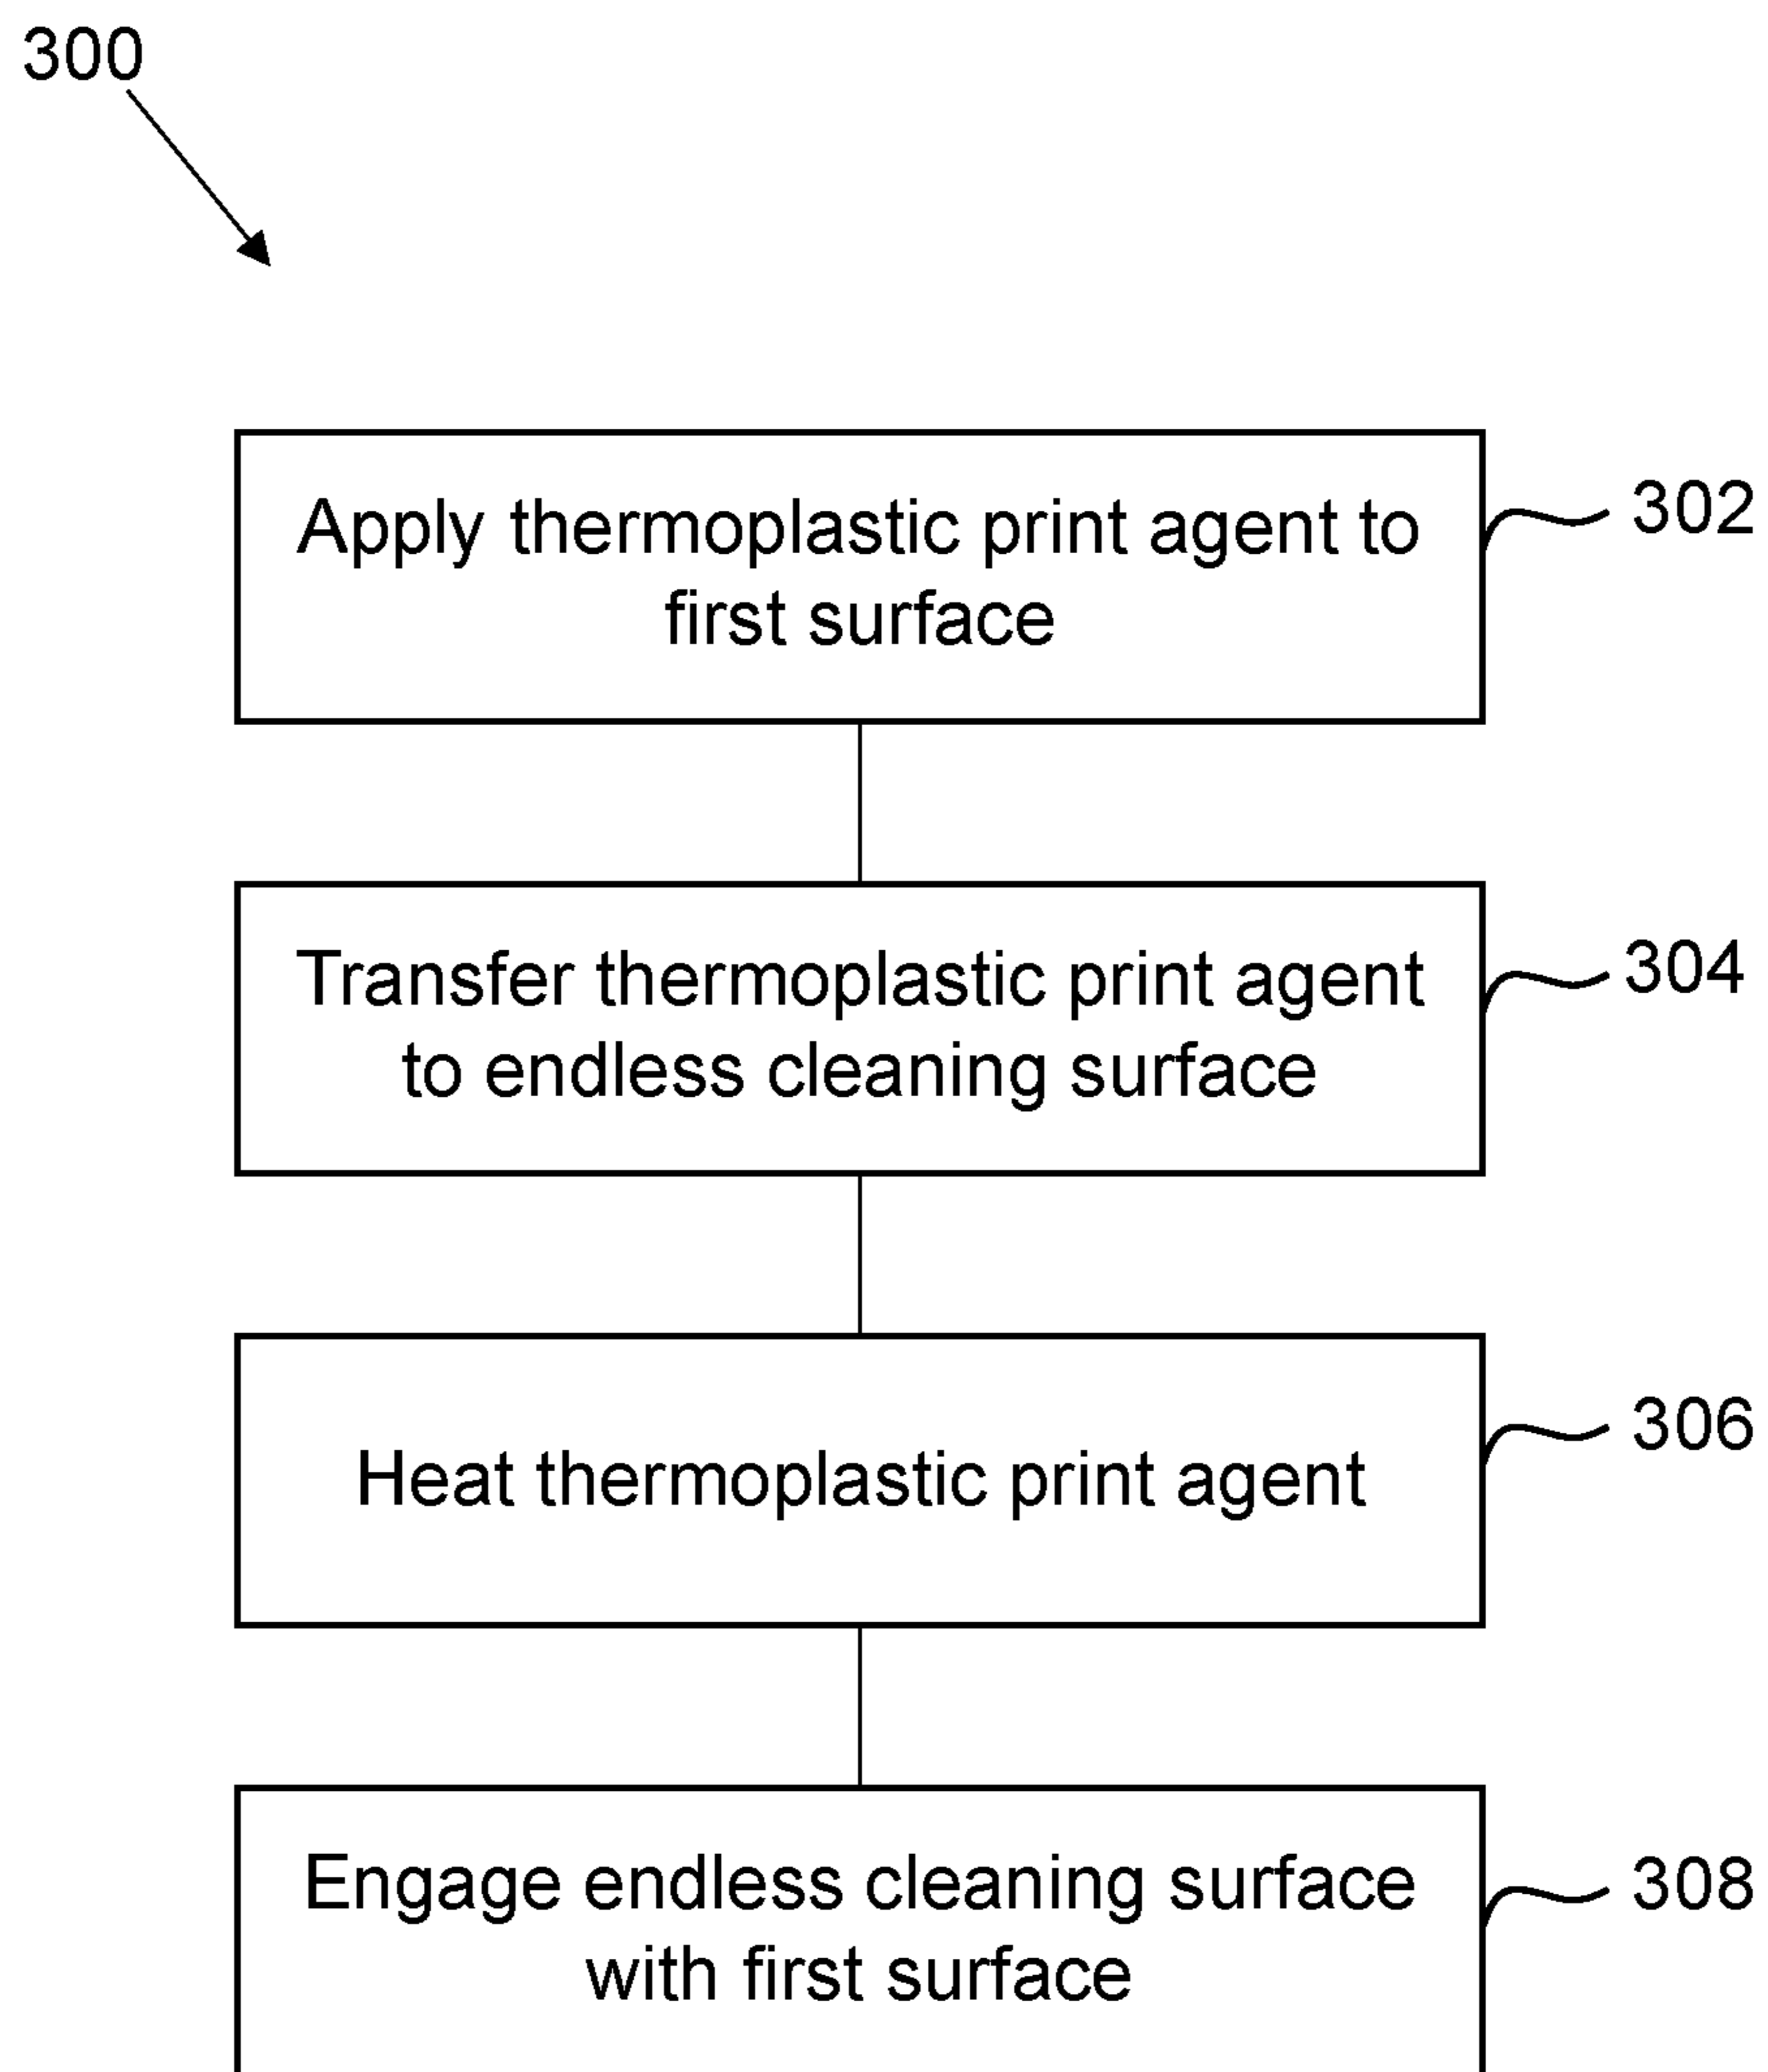 300
Apply thermoplastic print agent to
first surface
302
Transfer thermoplastic print agent
to endless cleaning surface
304
Heat thermoplastic print agent
306
Engage endless cleaning surface
with first surface
308